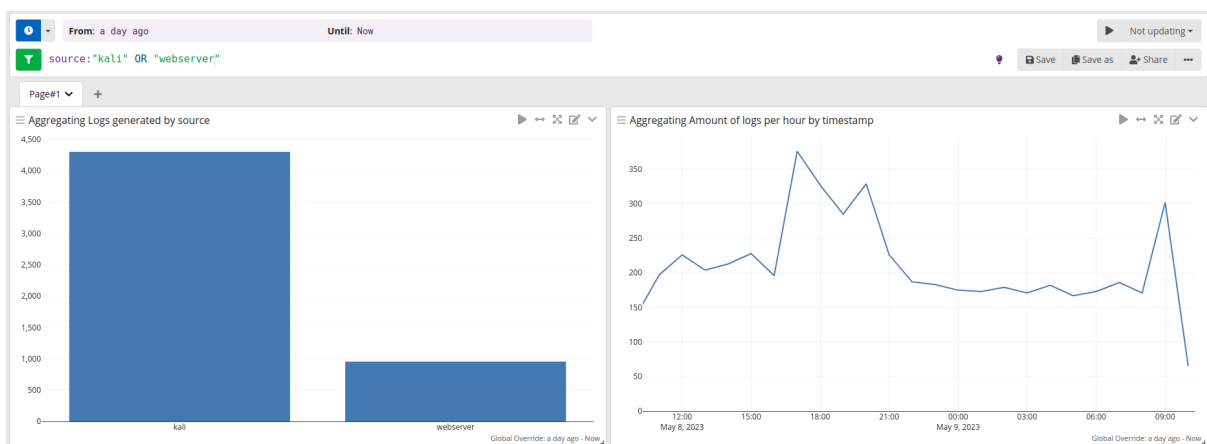 From: a day ago Until: Now Not updating
source:"kali" OR "webserver" Save Save as Share
Page#1
Aggregating Logs generated by source
4,500
4,000
3,500
3,000
2,500
2,000
1,500
1,000
500
0
kali webserver
Global Override: a day ago - Now
Aggregating Amount of logs per hour by timestamp
350
300
250
200
150
100
50
0
12:00 15:00 18:00 21:00 00:00 03:00 06:00 09:00
May 8, 2023 May 9, 2023
Global Override: a day ago - Now